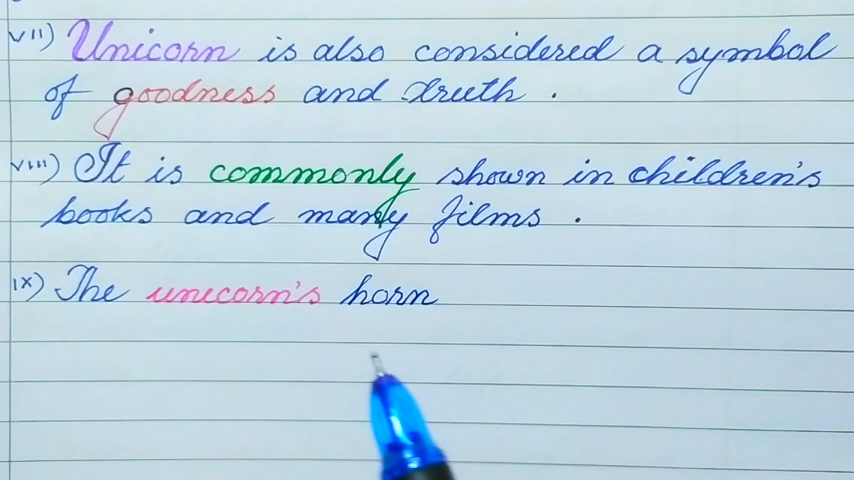 vii) Unicorn is also considered a symbol
of goodness and truth .
viii) It is commonly shown in children's
books and many films .
ix) The unicorn's horn